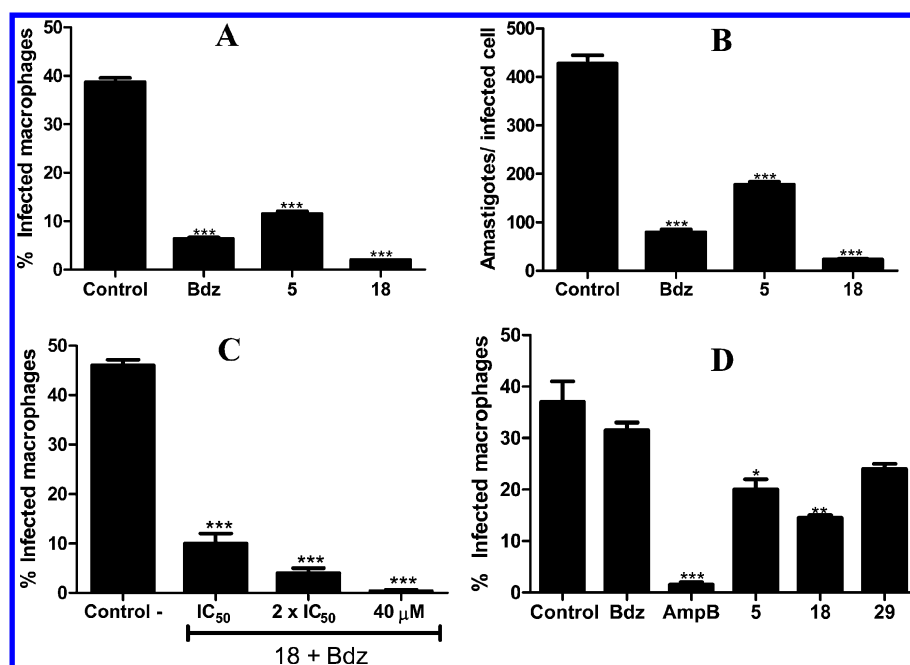 A
% Infected macrophages
50
40
30
20
10
0
***
***
***
Control Bdz 5 18
B
Amastigotes/ infected cell
500
400
300
200
100
0
***
***
***
Control Bdz 5 18
C
% Infected macrophages
50
40
30
20
10
0
***
***
***
Control - IC50 2 x IC50 40 μM
18 + Bdz
D
% Infected macrophages
50
40
30
20
10
0
***
*
**
Control Bdz AmpB 5 18 29